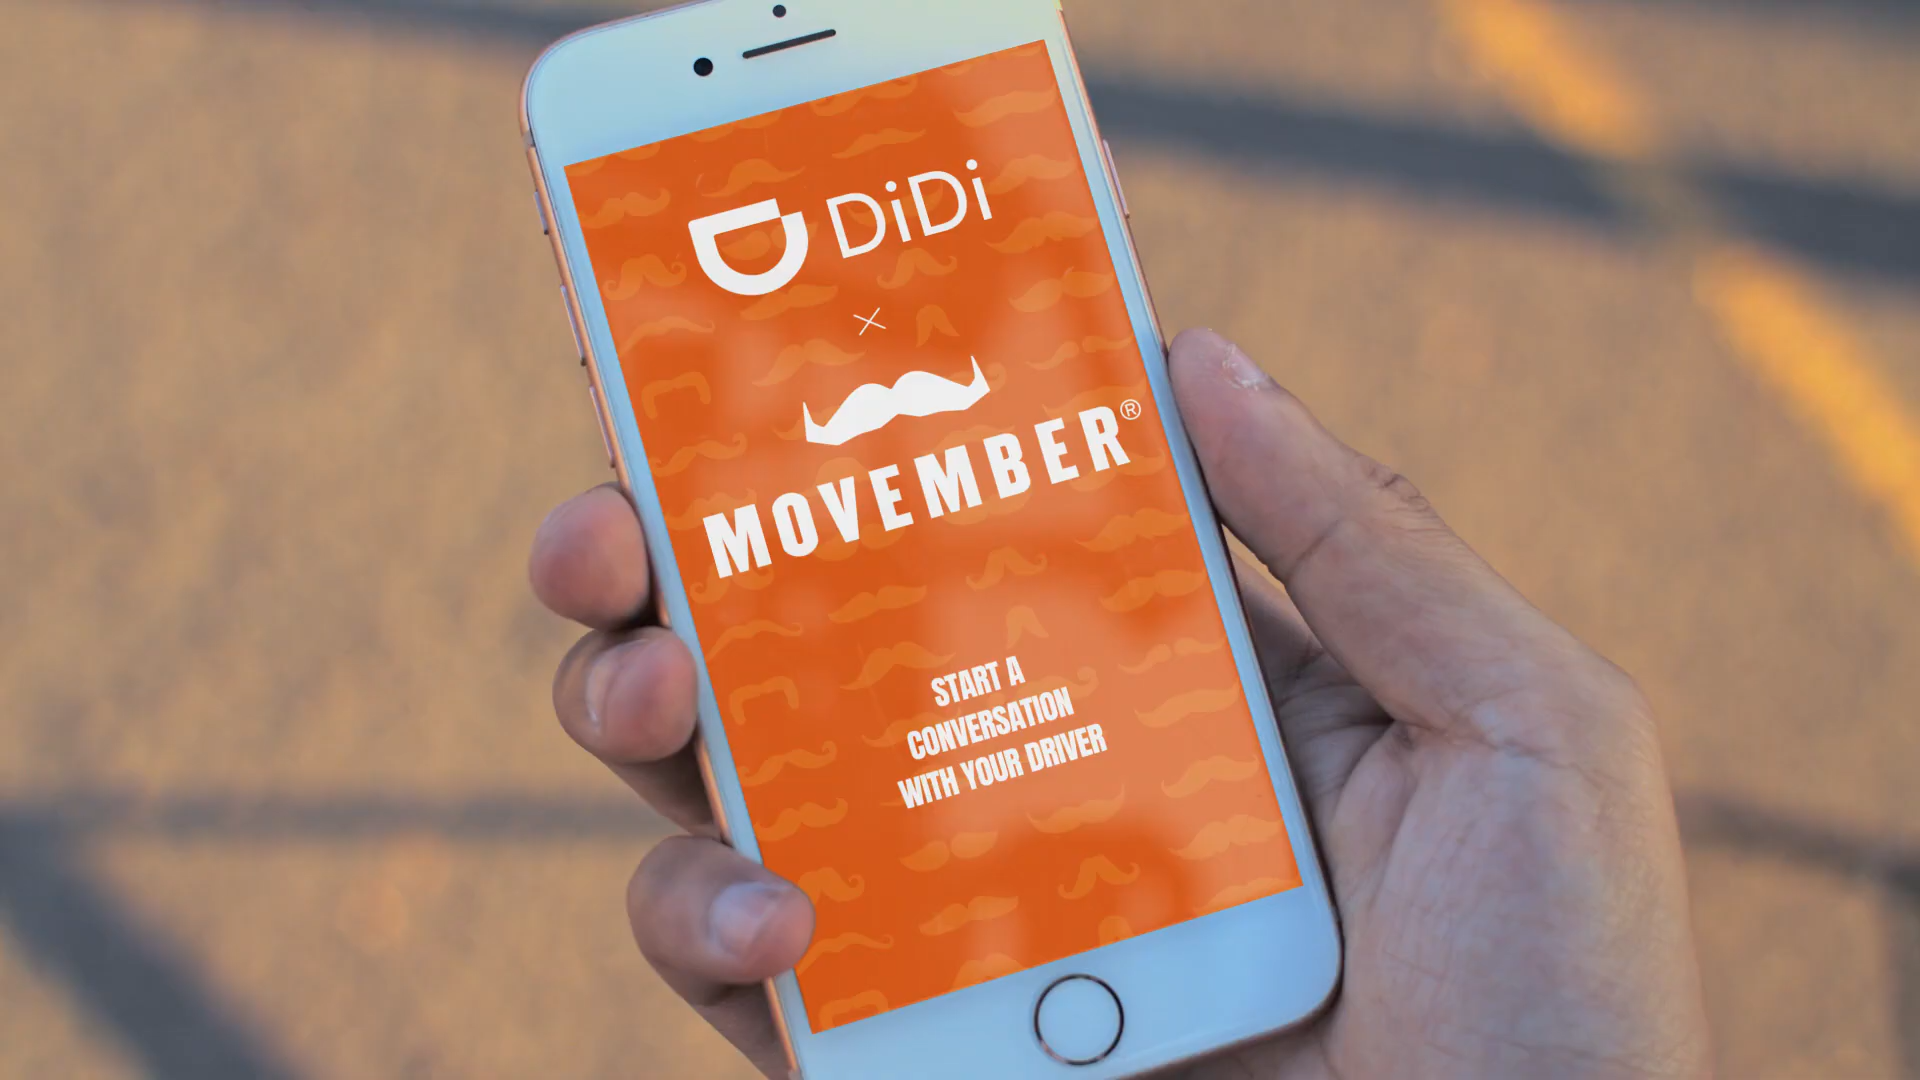 DiDi
×
MOVEMBER®
START A
CONVERSATION
WITH YOUR DRIVER